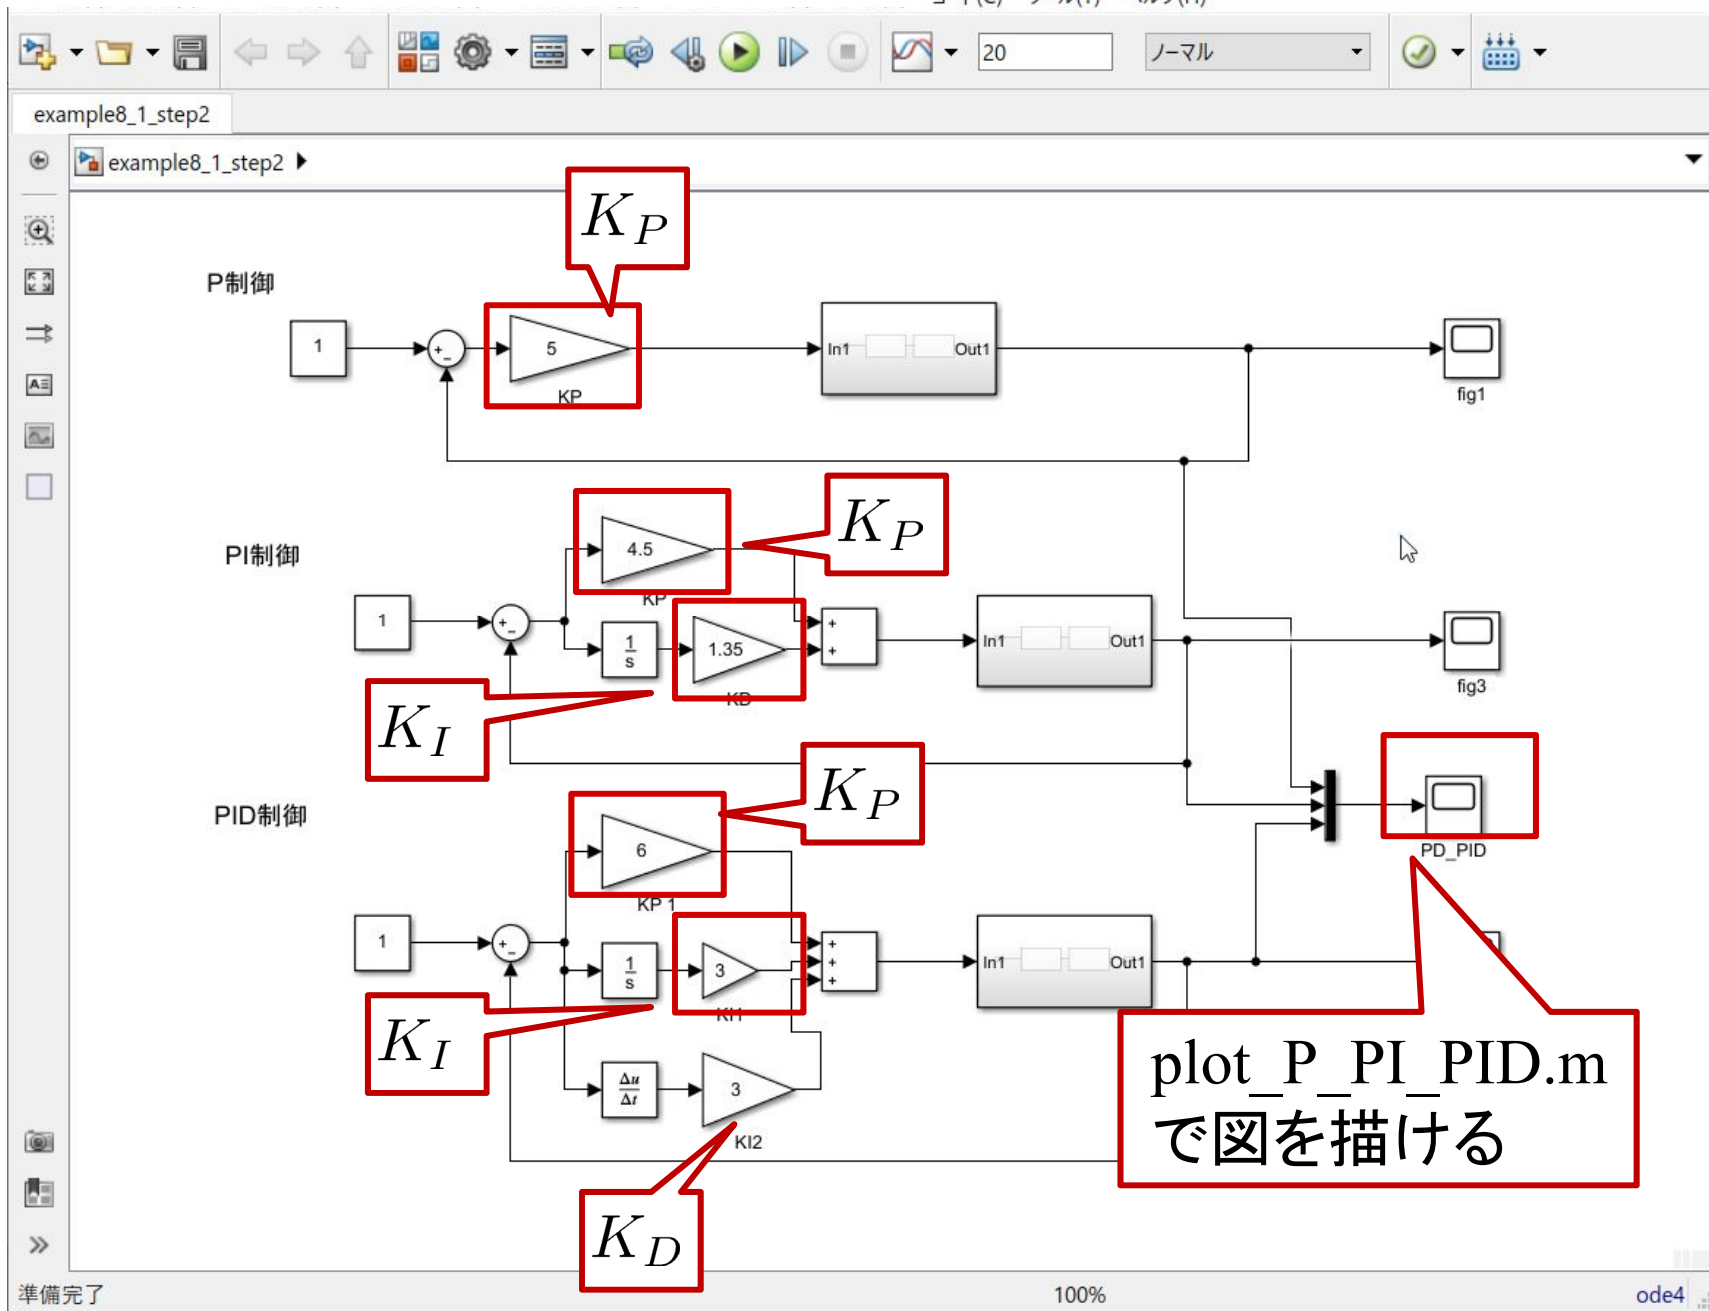 20
ノーマル
example8_1_step2
example8_1_step2
K_P
P制御
1
+
−
5
KP
In1
Out1
fig1
PI制御
4.5
K_P
KP
1
+
−
1
s
1.35
KD
+
+
In1
Out1
fig3
K_I
K_P
PID制御
6
KP 1
PD_PID
1
+
−
1
s
3
KI1
+
+
+
In1
Out1
K_I
Δu
Δt
3
KI2
plot_P_PI_PID.m
で図を描ける
K_D
準備完了
100%
ode4